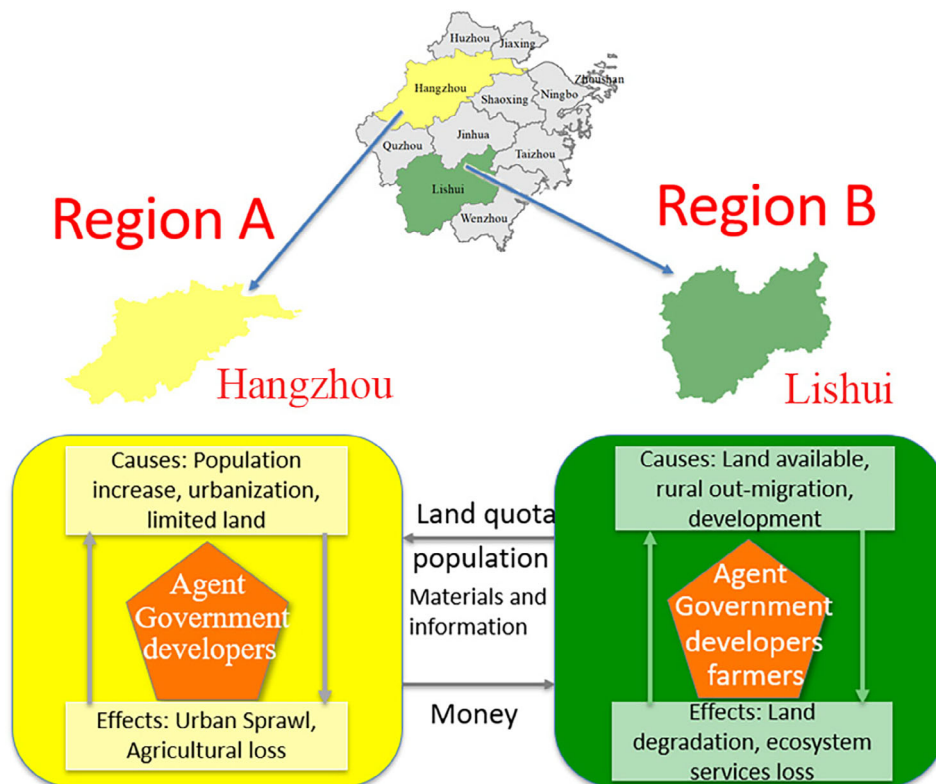 Huzhou
Jiaxing
Hangzhou
Zhoushan
Shaoxing
Ningbo
Quzhou
Jinhua
Taizhou
Lishui
Wenzhou
Region A
Region B
Hangzhou
Lishui
Causes: Population
increase, urbanization,
limited land
Agent
Government
developers
Effects: Urban Sprawl,
Agricultural loss
Land quota
population
Materials and
information
Money
Causes: Land available,
rural out-migration,
development
Agent
Government
developers
farmers
Effects: Land
degradation, ecosystem
services loss